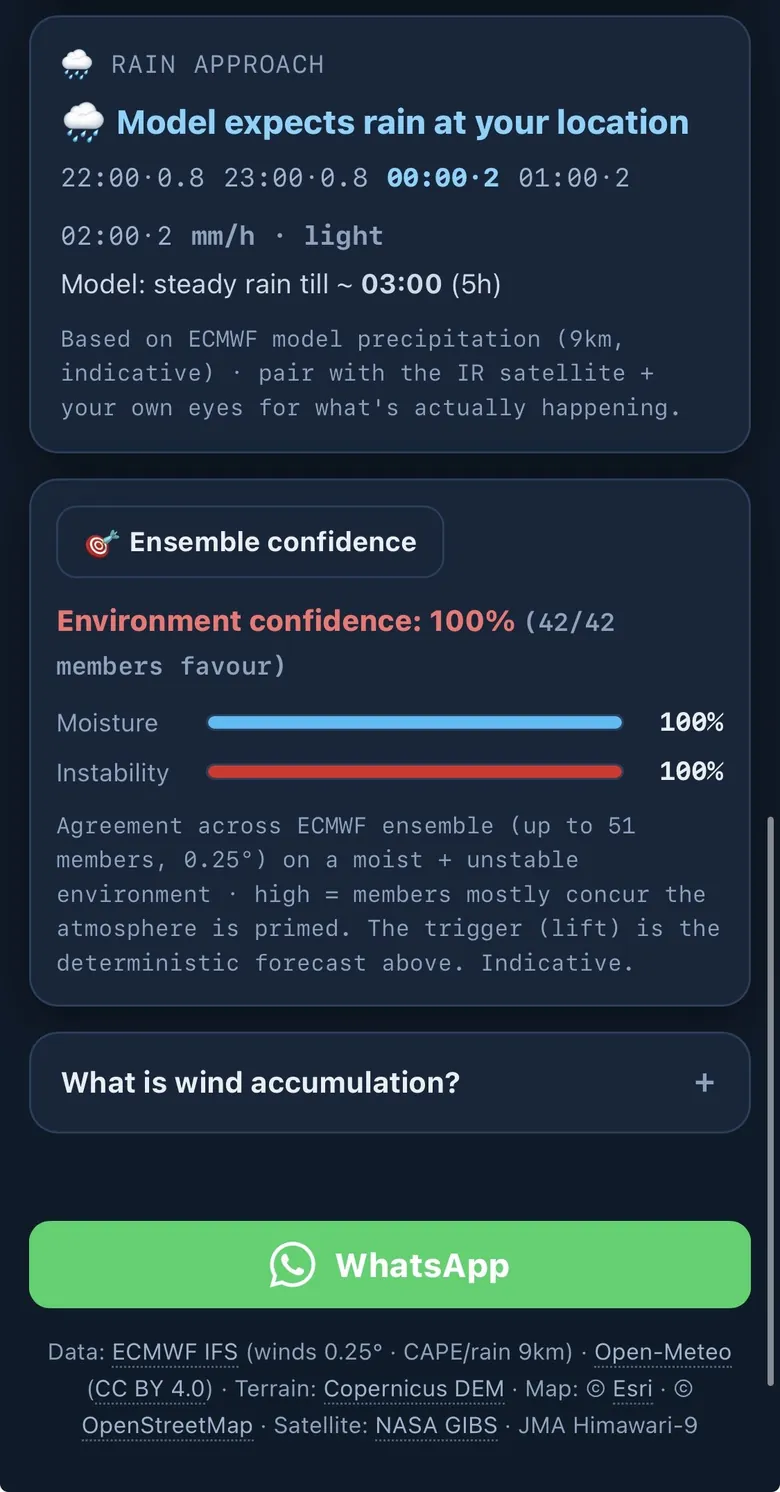 RAIN APPROACH
Model expects rain at your location
22:00·0.8 23:00·0.8 00:00·2 01:00·2
02:00·2 mm/h · light
Model: steady rain till ~ 03:00 (5h)
Based on ECMWF model precipitation (9km,
indicative) · pair with the IR satellite +
your own eyes for what's actually happening.
Ensemble confidence
Environment confidence: 100% (42/42
members favour)
Moisture 100%
Instability 100%
Agreement across ECMWF ensemble (up to 51
members, 0.25°) on a moist + unstable
environment · high = members mostly concur the
atmosphere is primed. The trigger (lift) is the
deterministic forecast above. Indicative.
What is wind accumulation? +
WhatsApp
Data: ECMWF IFS (winds 0.25° · CAPE/rain 9km) · Open-Meteo
(CC BY 4.0) · Terrain: Copernicus DEM · Map: © Esri · ©
OpenStreetMap · Satellite: NASA GIBS · JMA Himawari-9